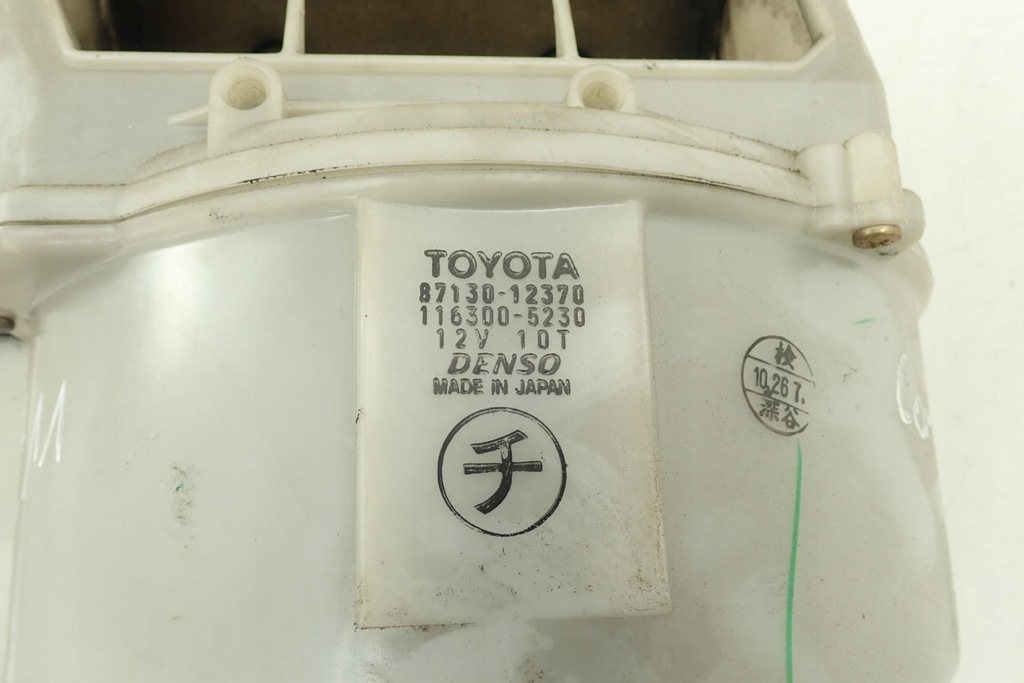 TOYOTA
87130-12370
116300-5230
12V 10T
DENSO
MADE IN JAPAN
チ
検
10.26 7.
深谷
M